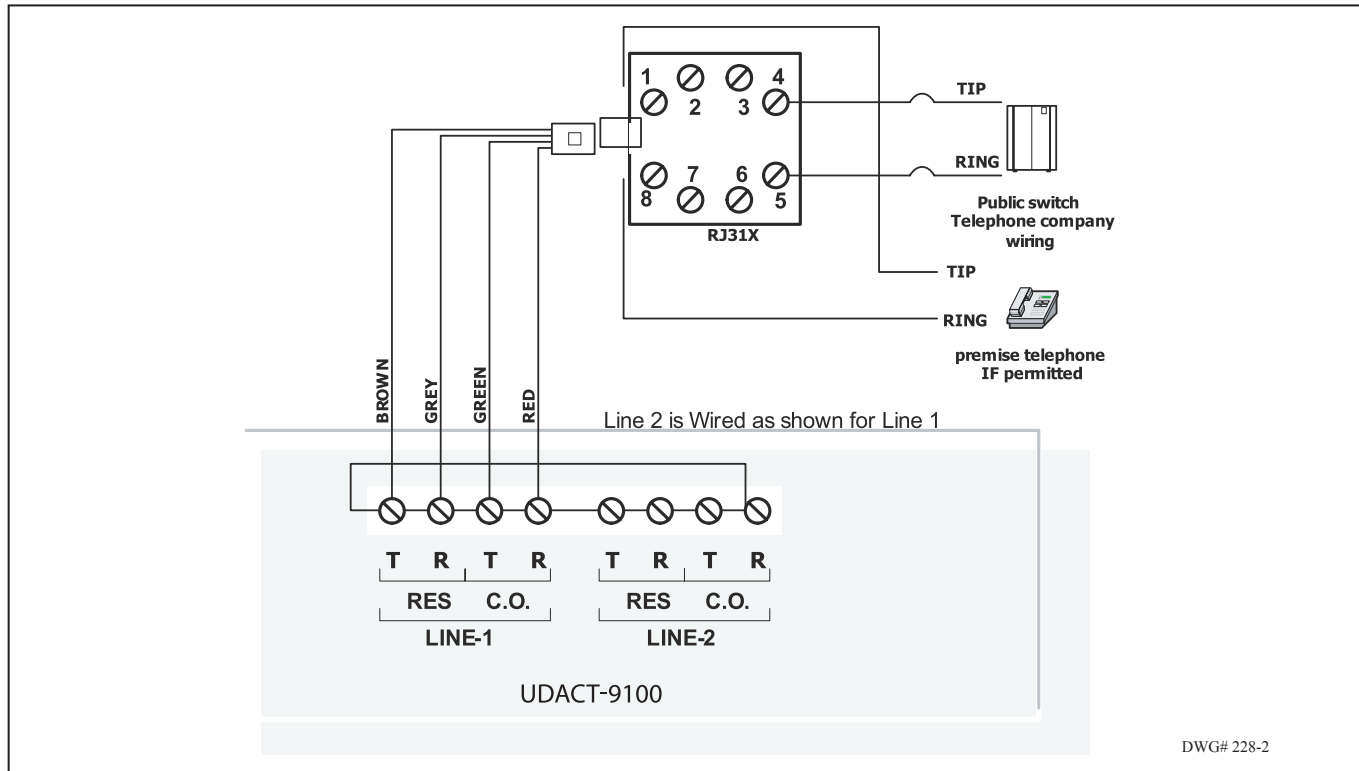 1
2
3
4
TIP
RING
8
7
6
5
RJ31X
Public switch
Telephone company
wiring
TIP
RING
premise telephone
IF permitted
BROWN
GREY
GREEN
RED
Line 2 is Wired as shown for Line 1
T R T R T R T R
RES C.O. RES C.O.
LINE-1 LINE-2
UDACT-9100
DWG# 228-2